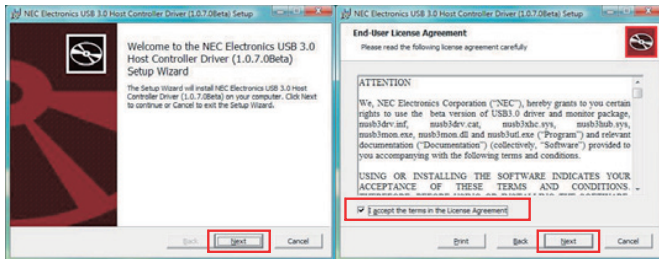 NEC Electronics USB 3.0 Host Controller Driver (1.0.7.0Beta) Setup
Welcome to the NEC Electronics USB 3.0
Host Controller Driver (1.0.7.0Beta)
Setup Wizard
The Setup Wizard will install NEC Electronics USB 3.0 Host
Controller Driver (1.0.7.0Beta) on your computer. Click Next
to continue or Cancel to exit the Setup Wizard.
Back
Next
Cancel
NEC Electronics USB 3.0 Host Controller Driver (1.0.7.0Beta) Setup
End-User License Agreement
Please read the following license agreement carefully
ATTENTION
We, NEC Electronics Corporation ("NEC"), hereby grants to you certain
rights to use the beta version of USB3.0 driver and monitor package,
nusb3drv.inf, nusb3drv.cat, nusb3xhc.sys, nusb3hub.sys,
nusb3mon.exe, nusb3mon.dll and nusb3utl.exe ("Program") and relevant
documentation ("Documentation") (collectively, "Software") provided to
you accompanying with the following terms and conditions.
USING OR INSTALLING THE SOFTWARE INDICATES YOUR
ACCEPTANCE OF THESE TERMS AND CONDITIONS.
I accept the terms in the License Agreement
Print
Back
Next
Cancel